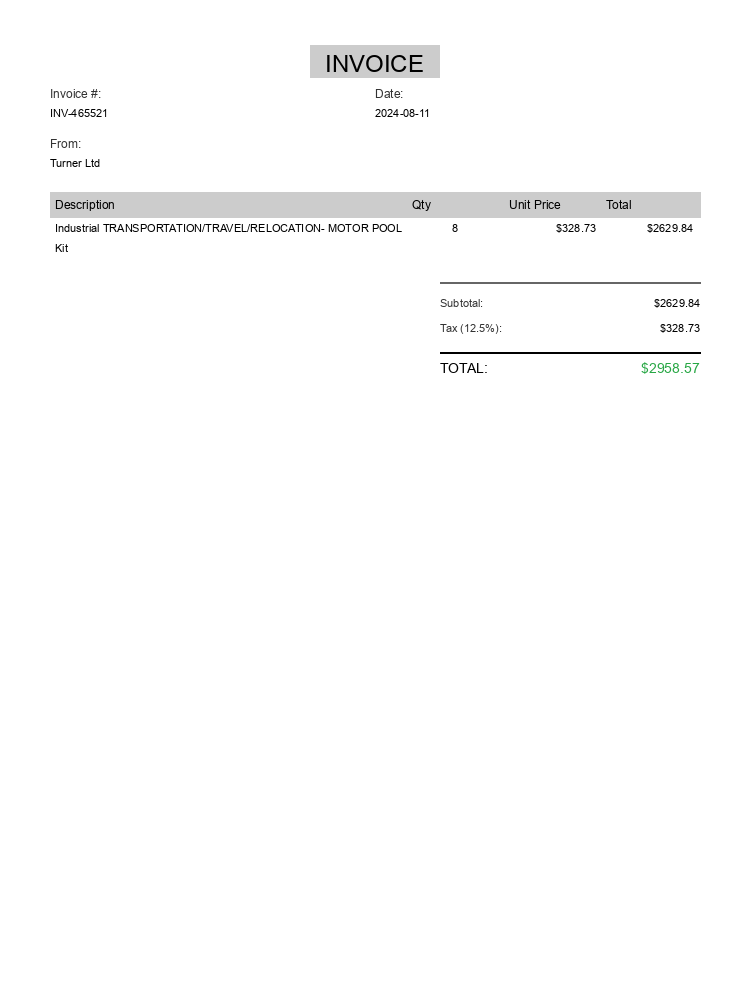 INVOICE
Invoice #: Date:
INV-465521 2024-08-11
From:
Turner Ltd
Description Qty Unit Price Total
Industrial TRANSPORTATION/TRAVEL/RELOCATION- MOTOR POOL 8 $328.73 $2629.84
Kit
Subtotal: $2629.84
Tax (12.5%): $328.73
TOTAL: $2958.57